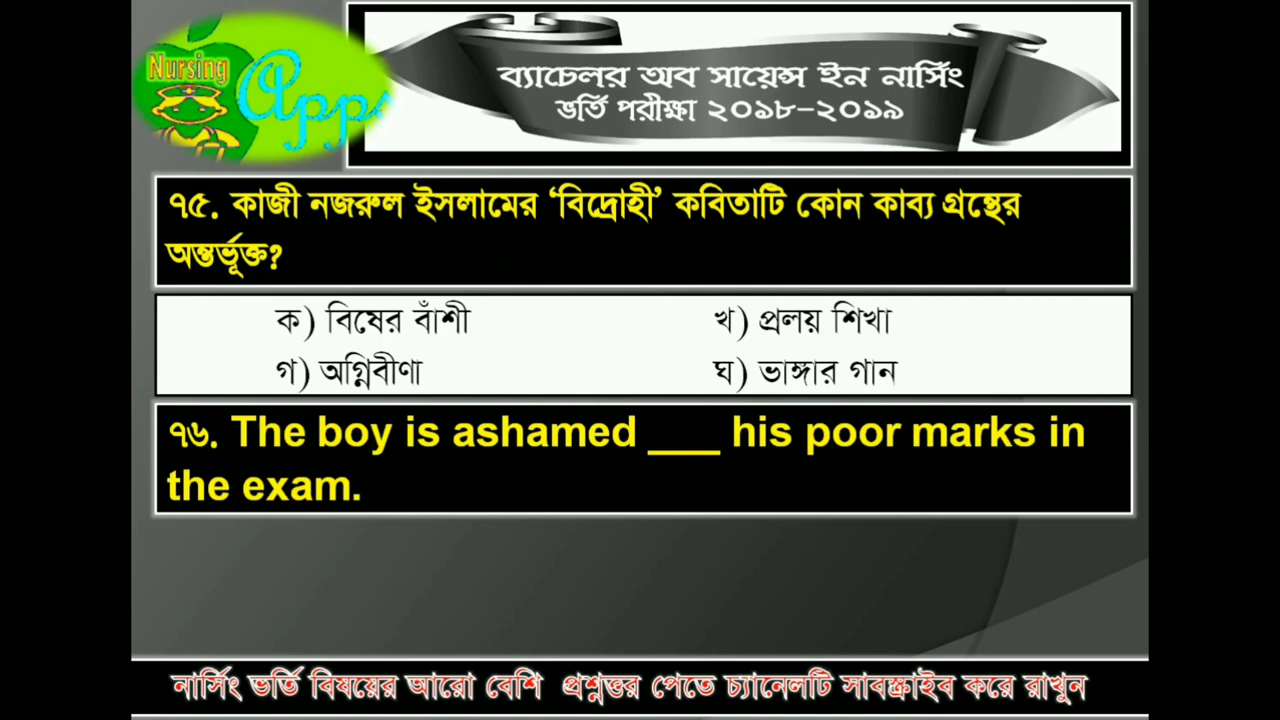 Nursing
Apps
ব্যাচেলর অব সায়েন্স ইন নার্সিং
ভর্তি পরীক্ষা ২০১৮-২০১৯
৭৫. কাজী নজরুল ইসলামের ‘বিদ্রোহী’ কবিতাটি কোন কাব্য গ্রন্থের
অন্তর্ভূক্ত?
ক) বিষের বাঁশী খ) প্রলয় শিখা
গ) অগ্নিবীণা ঘ) ভাঙ্গার গান
৭৬. The boy is ashamed ___ his poor marks in
the exam.
নার্সিং ভর্তি বিষয়ের আরো বেশি প্রশ্নত্তর পেতে চ্যানেলটি সাবস্ক্রাইব করে রাখুন